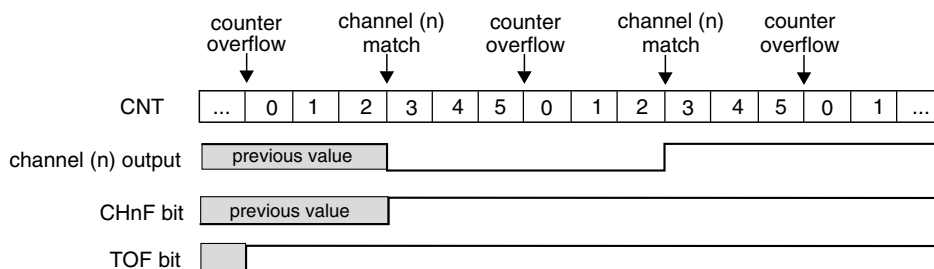 counter overflow
channel (n) match
counter overflow
channel (n) match
counter overflow
CNT ... 0 1 2 3 4 5 0 1 2 3 4 5 0 1 ...
channel (n) output previous value
CHnF bit previous value
TOF bit